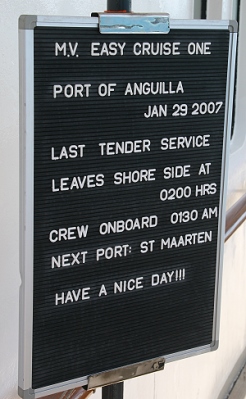 M.V. EASY CRUISE ONE
PORT OF ANGUILLA
JAN 29 2007
LAST TENDER SERVICE
LEAVES SHORE SIDE AT
0200 HRS
CREW ONBOARD 0130 AM
NEXT PORT: ST MAARTEN
HAVE A NICE DAY!!!